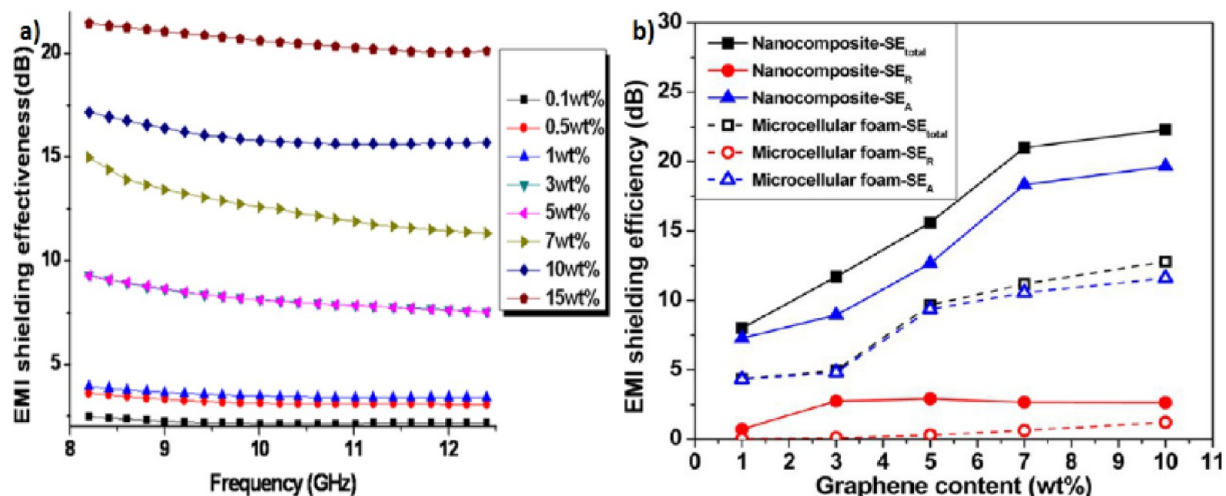 a)
EMI shielding effectiveness(dB)
20
15
10
5
8
9
10
11
12
Frequency (GHz)
0.1wt%
0.5wt%
1wt%
3wt%
5wt%
7wt%
10wt%
15wt%
b)
EMI shielding efficiency (dB)
30
25
20
15
10
5
0
0 1 2 3 4 5 6 7 8 9 10 11
Graphene content (wt%)
Nanocomposite-SEtotal
Nanocomposite-SER
Nanocomposite-SEA
Microcellular foam-SEtotal
Microcellular foam-SER
Microcellular foam-SEA